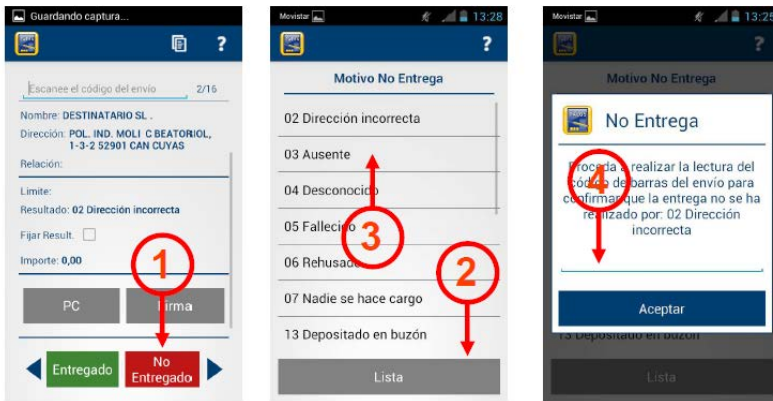 Guardando captura...
?
Escanee el código del envío 2/16
Nombre: DESTINATARIO SL .
Dirección: POL. IND. MOLI C BEATORIOL,
1-3-2 52901 CAN CUYAS
Relación:
Limite:
Resultado: 02 Dirección incorrecta
Fijar Result.
Importe: 0,00
1
PC
Firma
Entregado
No
Entregado
Movistar 13:28
?
Motivo No Entrega
02 Dirección incorrecta
03 Ausente
04 Desconocido
05 Fallecido
3
06 Rehusado
2
07 Nadie se hace cargo
13 Depositado en buzón
Lista
Movistar 13:25
?
Motivo No Entrega
No Entrega
Proceda a realizar la lectura del
código de barras del envío para
confirmar que la entrega no se ha
realizado por: 02 Dirección
incorrecta
4
Aceptar
13 Depositado en buzón
Lista